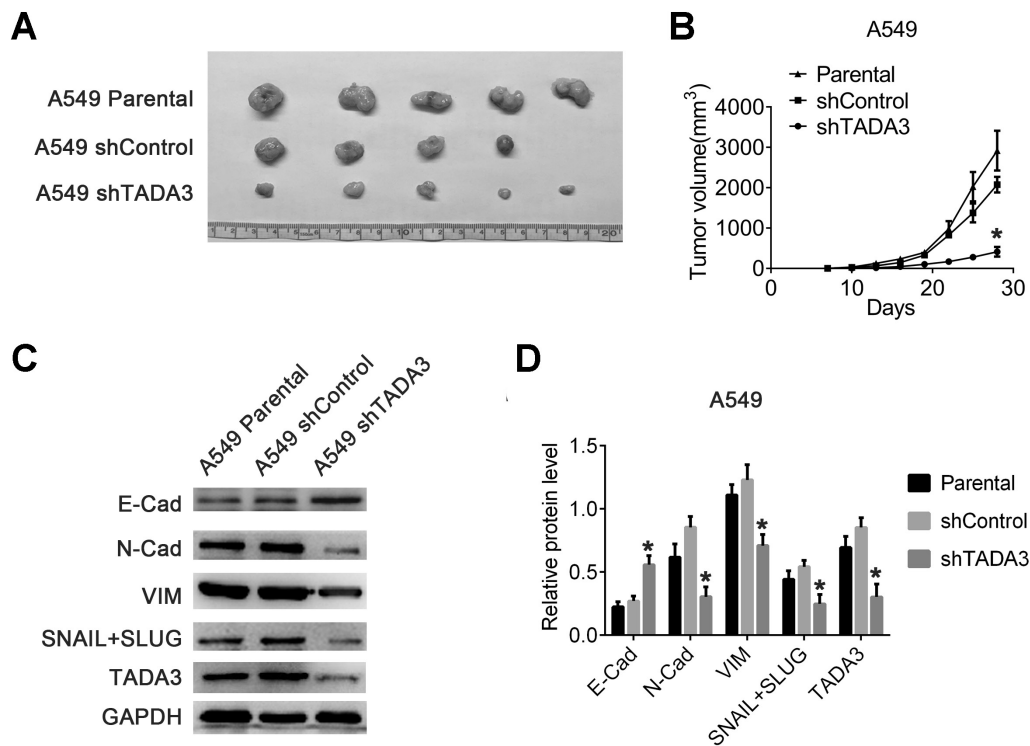 A
A549 Parental
A549 shControl
A549 shTADA3
B
A549
Parental
shControl
shTADA3
Tumor volume(mm3)
4000
3000
2000
1000
0
0 10 20 30
*
Days
C
A549 Parental
A549 shControl
A549 shTADA3
E-Cad
N-Cad
VIM
SNAIL+SLUG
TADA3
GAPDH
D
A549
Relative protein level
1.5
1.0
0.5
0.0
* * * * *
E-Cad
N-Cad
VIM
SNAIL+SLUG
TADA3
Parental
shControl
shTADA3